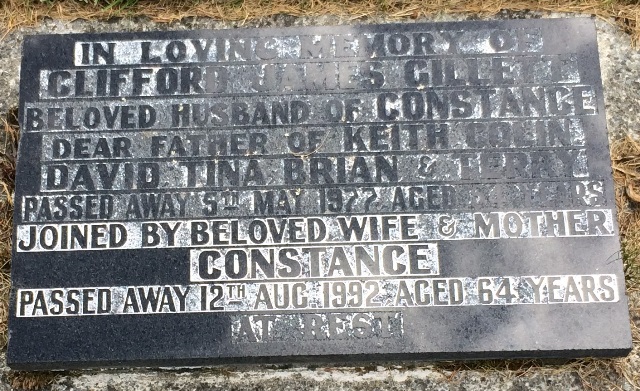 IN LOVING MEMORY OF
CLIFFORD JAMES GILLETT
BELOVED HUSBAND OF CONSTANCE
DEAR FATHER OF KEITH COLIN
DAVID TINA BRIAN & TERRY
PASSED AWAY 5TH MAY 1977 AGED YEARS
JOINED BY BELOVED WIFE & MOTHER
CONSTANCE
PASSED AWAY 12TH AUG 1992 AGED 64 YEARS
AT REST